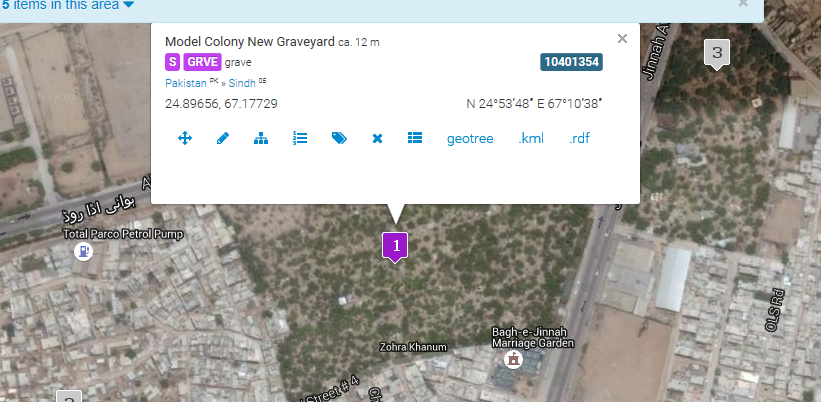 5 items in this area
Model Colony New Graveyard ca. 12 m
S GRVE grave
10401354
Pakistan PK » Sindh 05
24.89656, 67.17729
N 24°53'48" E 67°10'38"
geotree .kml .rdf
Jinnah A
3
ہوائی اڈا روڈ
Total Parco Petrol Pump
1
OLS Rd
Bagh-e-Jinnah
Marriage Garden
Zohra Khanum
Street # 4